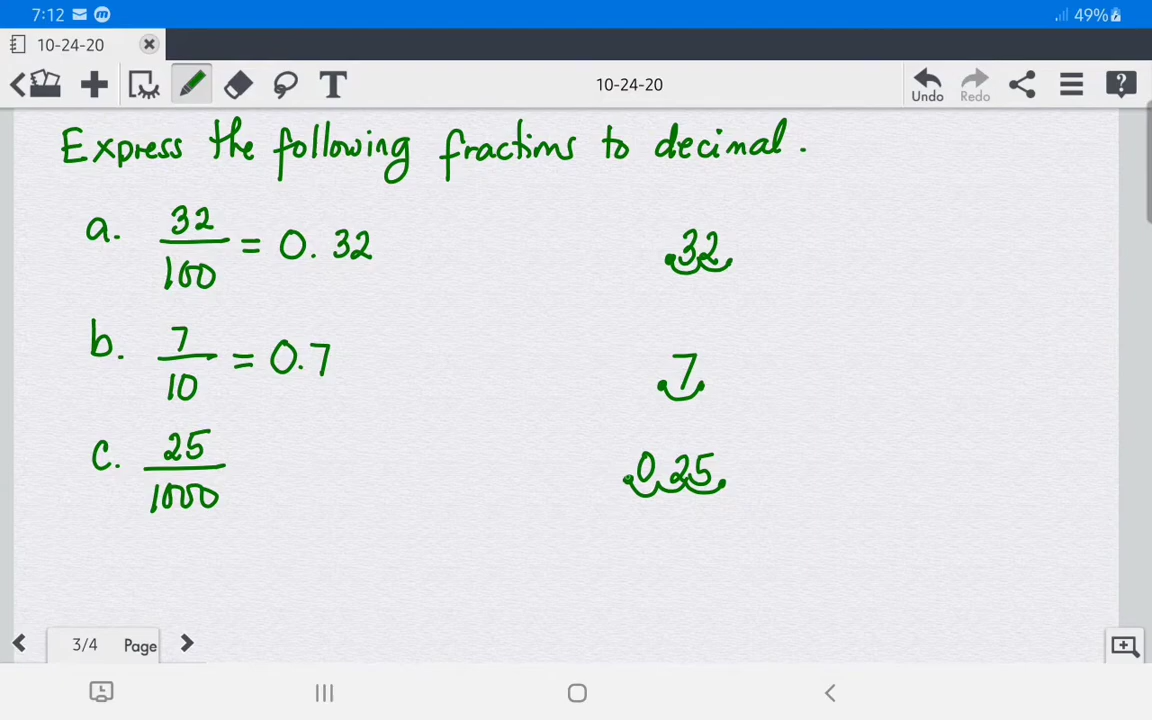 7:12 49%
10-24-20
T 10-24-20 Undo Redo ?
Express the following fractions to decimal.
a. 32/100 = 0.32 .32
b. 7/10 = 0.7 .7
c. 25/1000 .025
3/4 Page